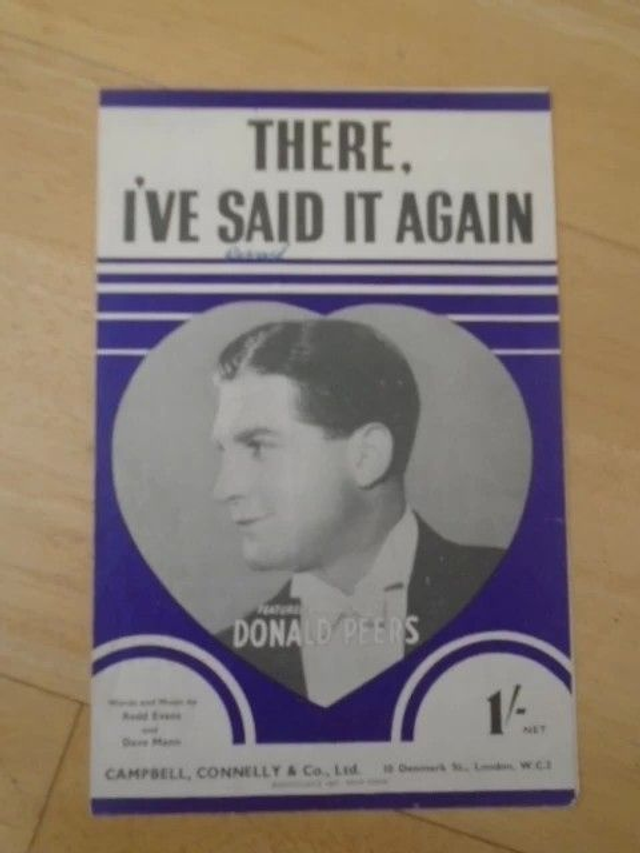 THERE,
I'VE SAID IT AGAIN
FEATURED
DONALD PEERS
Words and Music by
Redd Evans
and
Dave Mann
1/- NET
CAMPBELL, CONNELLY & Co., Ltd. 10 Denmark St., London, W.C.2